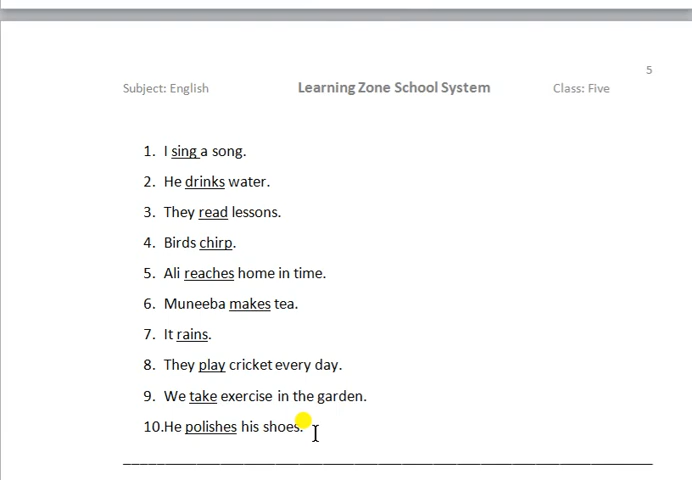 5
Subject: English Learning Zone School System Class: Five
1. I sing a song.
2. He drinks water.
3. They read lessons.
4. Birds chirp.
5. Ali reaches home in time.
6. Muneeba makes tea.
7. It rains.
8. They play cricket every day.
9. We take exercise in the garden.
10.He polishes his shoes.